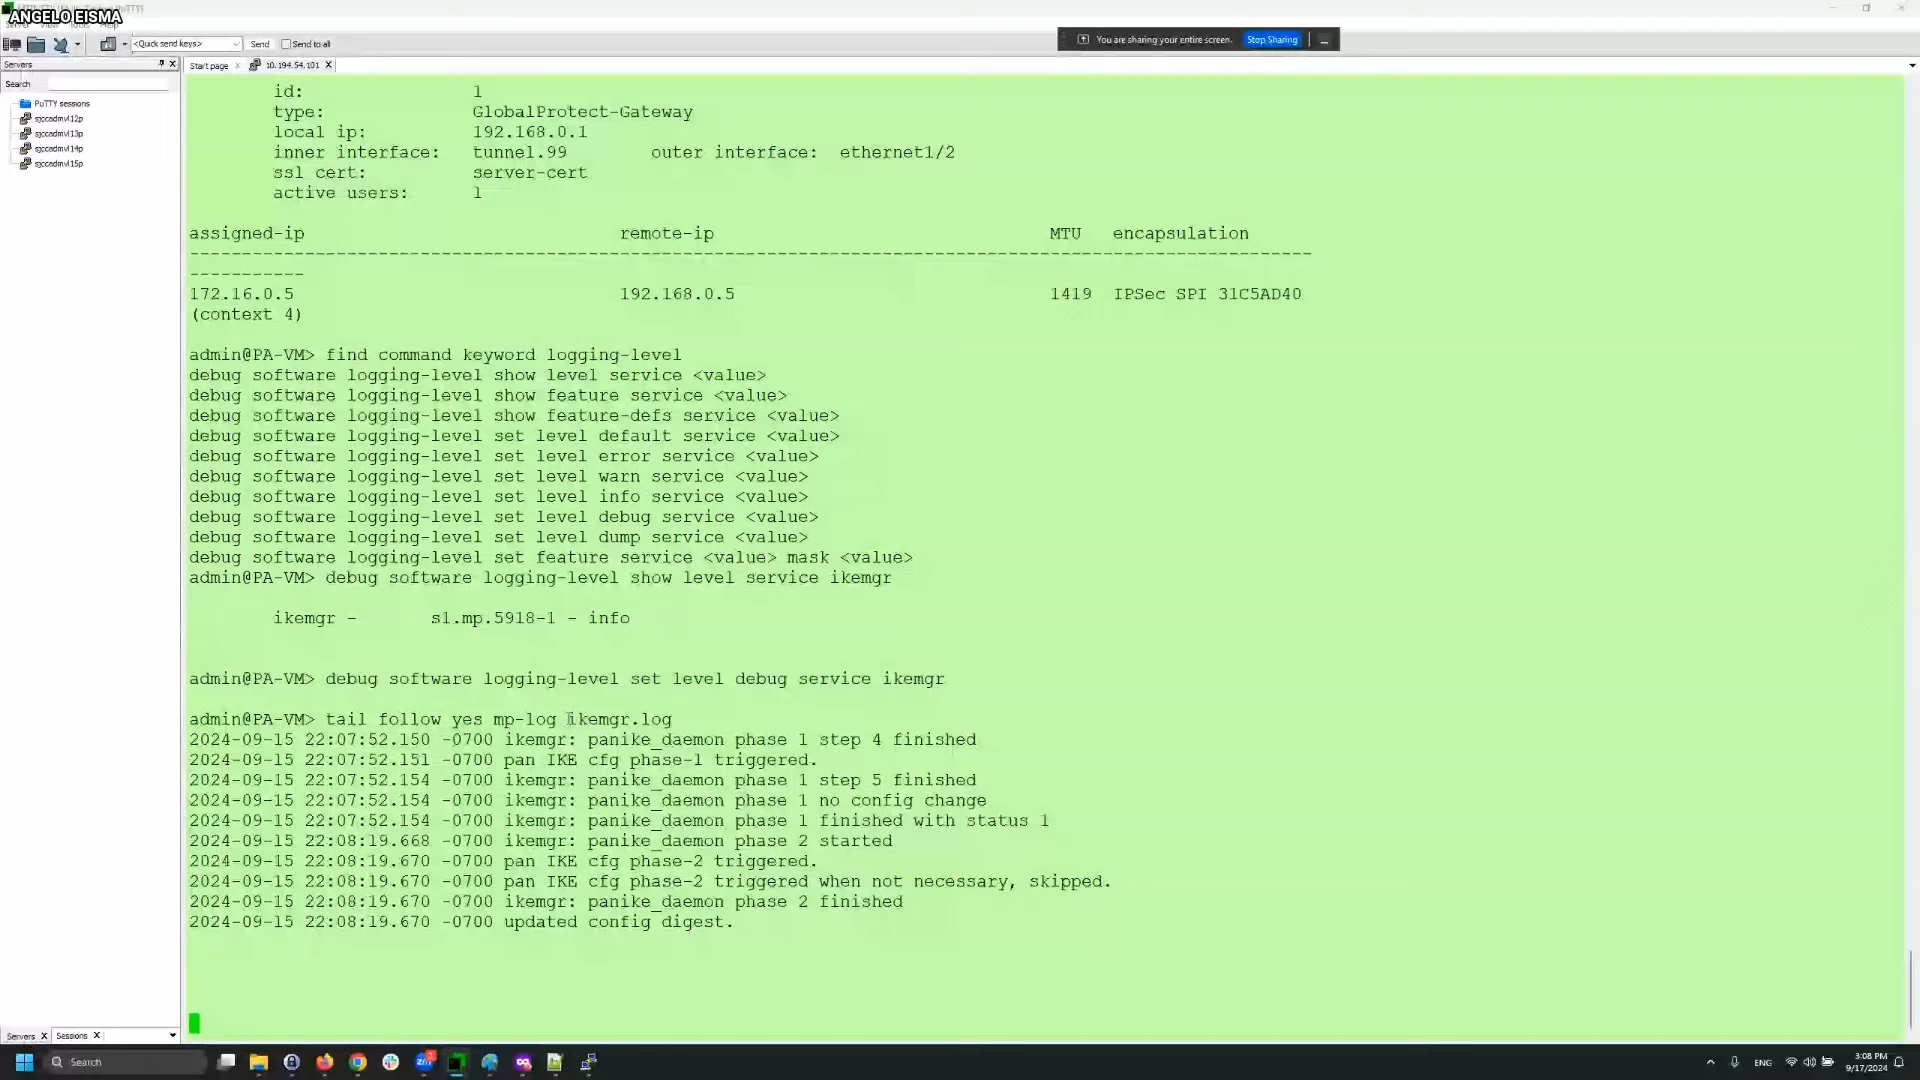 ANGELO EISMA
<Quick send keys>
Send
Send to all
You are sharing your entire screen.
Stop Sharing
Servers
Start page
10.194.54.101
Search
PuTTY sessions
sjccadmvl12p
sjccadmvl13p
sjccadmvl14p
sjccadmvl15p
id: 1
type: GlobalProtect-Gateway
local ip: 192.168.0.1
inner interface: tunnel.99 outer interface: ethernet1/2
ssl cert: server-cert
active users: 1
assigned-ip remote-ip MTU encapsulation
-----------------------------------------------------------------------------------------------------------
-----------
172.16.0.5 192.168.0.5 1419 IPSec SPI 31C5AD40
(context 4)
admin@PA-VM> find command keyword logging-level
debug software logging-level show level service <value>
debug software logging-level show feature service <value>
debug software logging-level show feature-defs service <value>
debug software logging-level set level default service <value>
debug software logging-level set level error service <value>
debug software logging-level set level warn service <value>
debug software logging-level set level info service <value>
debug software logging-level set level debug service <value>
debug software logging-level set level dump service <value>
debug software logging-level set feature service <value> mask <value>
admin@PA-VM> debug software logging-level show level service ikemgr
ikemgr - s1.mp.5918-1 - info
admin@PA-VM> debug software logging-level set level debug service ikemgr
admin@PA-VM> tail follow yes mp-log ikemgr.log
2024-09-15 22:07:52.150 -0700 ikemgr: panike_daemon phase 1 step 4 finished
2024-09-15 22:07:52.151 -0700 pan IKE cfg phase-1 triggered.
2024-09-15 22:07:52.154 -0700 ikemgr: panike_daemon phase 1 step 5 finished
2024-09-15 22:07:52.154 -0700 ikemgr: panike_daemon phase 1 no config change
2024-09-15 22:07:52.154 -0700 ikemgr: panike_daemon phase 1 finished with status 1
2024-09-15 22:08:19.668 -0700 ikemgr: panike_daemon phase 2 started
2024-09-15 22:08:19.670 -0700 pan IKE cfg phase-2 triggered.
2024-09-15 22:08:19.670 -0700 pan IKE cfg phase-2 triggered when not necessary, skipped.
2024-09-15 22:08:19.670 -0700 ikemgr: panike_daemon phase 2 finished
2024-09-15 22:08:19.670 -0700 updated config digest.
Servers X Sessions X
Search
ENG
3:08 PM
9/17/2024